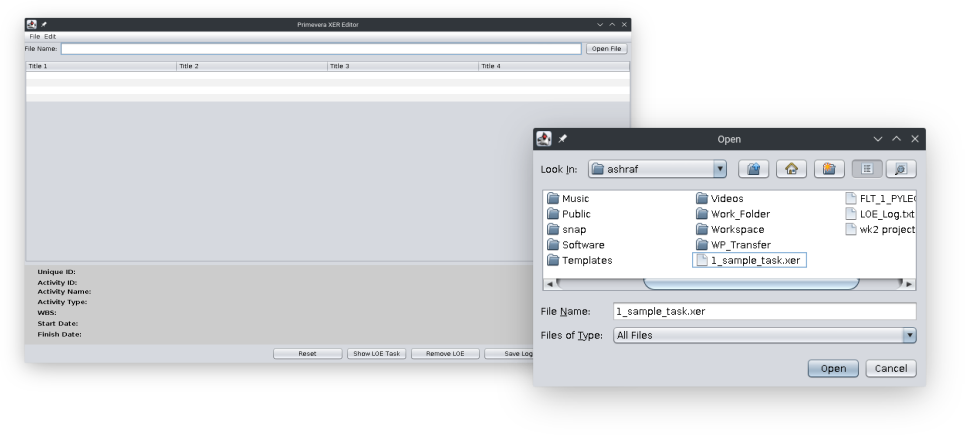 Primevera XER Editor
File Edit
File Name:
Open File
Title 1
Title 2
Title 3
Title 4
Unique ID:
Activity ID:
Activity Name:
Activity Type:
WBS:
Start Date:
Finish Date:
Reset
Show LOE Task
Remove LOE
Save Log
Open
Look In:
ashraf
Music
Public
snap
Software
Templates
Videos
Work_Folder
Workspace
WP_Transfer
1_sample_task.xer
FLT_1_PYLE
LOE_Log.txt
wk2 project
File Name:
1_sample_task.xer
Files of Type:
All Files
Open
Cancel